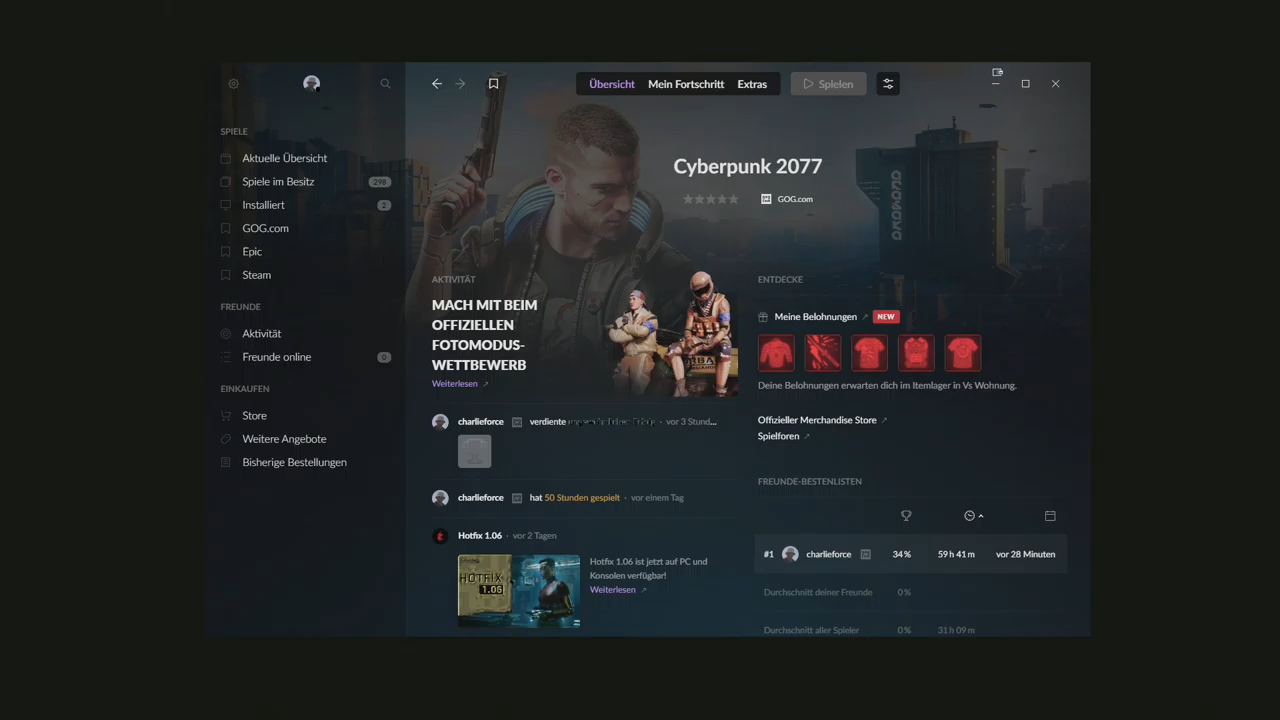 Übersicht Mein Fortschritt Extras Spielen
SPIELE
Aktuelle Übersicht
Spiele im Besitz 298
Installiert 2
GOG.com
Epic
Steam
FREUNDE
Aktivität
Freunde online 0
EINKAUFEN
Store
Weitere Angebote
Bisherige Bestellungen
Cyberpunk 2077
GOG.com
AKTIVITÄT
MACH MIT BEIM
OFFIZIELLEN
FOTOMODUS-
WETTBEWERB
Weiterlesen
charlieforce verdiente · vor 3 Stund...
charlieforce hat 50 Stunden gespielt · vor einem Tag
Hotfix 1.06 · vor 2 Tagen
HOTFIX
1.06
Hotfix 1.06 ist jetzt auf PC und
Konsolen verfügbar!
Weiterlesen
ENTDECKE
Meine Belohnungen NEW
Deine Belohnungen erwarten dich im Itemlager in Vs Wohnung.
Offizieller Merchandise Store
Spielforen
FREUNDE-BESTENLISTEN
#1 charlieforce 34% 59 h 41 m vor 28 Minuten
Durchschnitt deiner Freunde 0%
Durchschnitt aller Spieler 0% 31 h 09 m